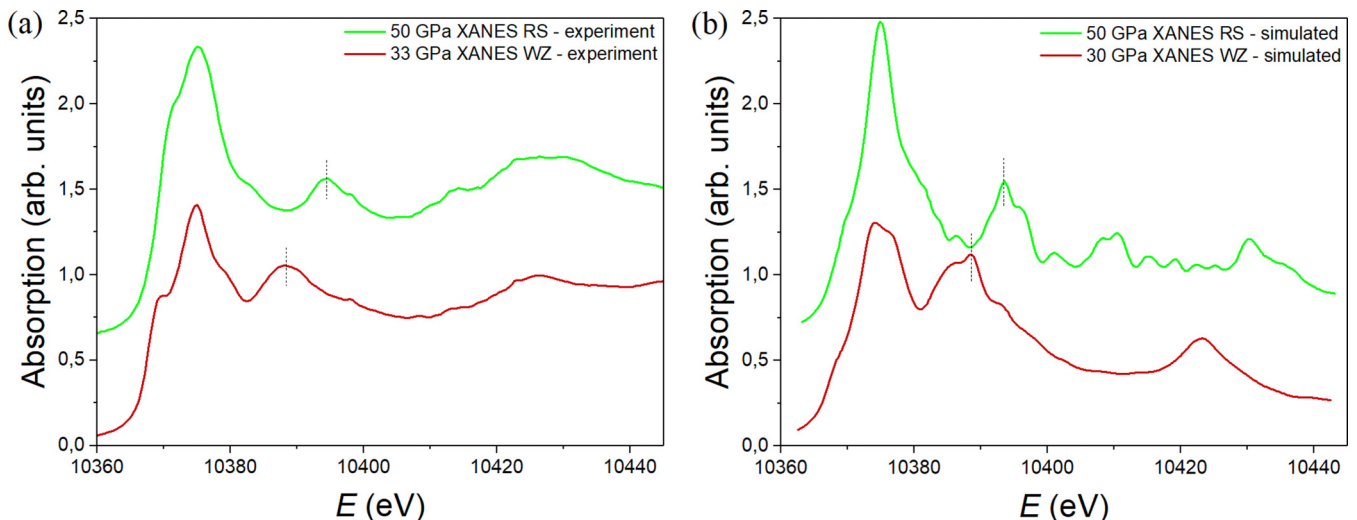 (a)
2,5
2,0
1,5
1,0
0,5
0,0
Absorption (arb. units)
50 GPa XANES RS - experiment
33 GPa XANES WZ - experiment
10360 10380 10400 10420 10440
E (eV)
(b)
2,5
2,0
1,5
1,0
0,5
0,0
Absorption (arb. units)
50 GPa XANES RS - simulated
30 GPa XANES WZ - simulated
10360 10380 10400 10420 10440
E (eV)